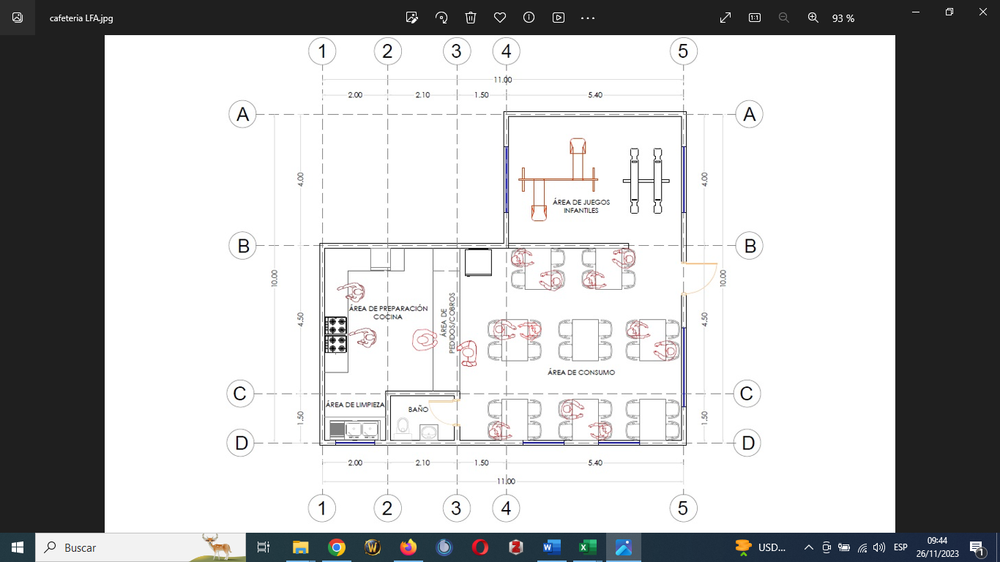 cafeteria LFA.jpg
93 %
1 2 3 4 5
11.00
2.00 2.10 1.50 5.40
A A
4.00 4.00
ÁREA DE JUEGOS
INFANTILES
B B
10.00 10.00
ÁREA DE PREPARACIÓN
COCINA
ÁREA DE
PEDIDOS/COBROS
4.50 4.50
ÁREA DE CONSUMO
C C
ÁREA DE LIMPIEZA
BAÑO
1.50 1.50
D D
2.00 2.10 1.50 5.40
11.00
1 2 3 4 5
Buscar
USD...
ESP
09:44
26/11/2023
1